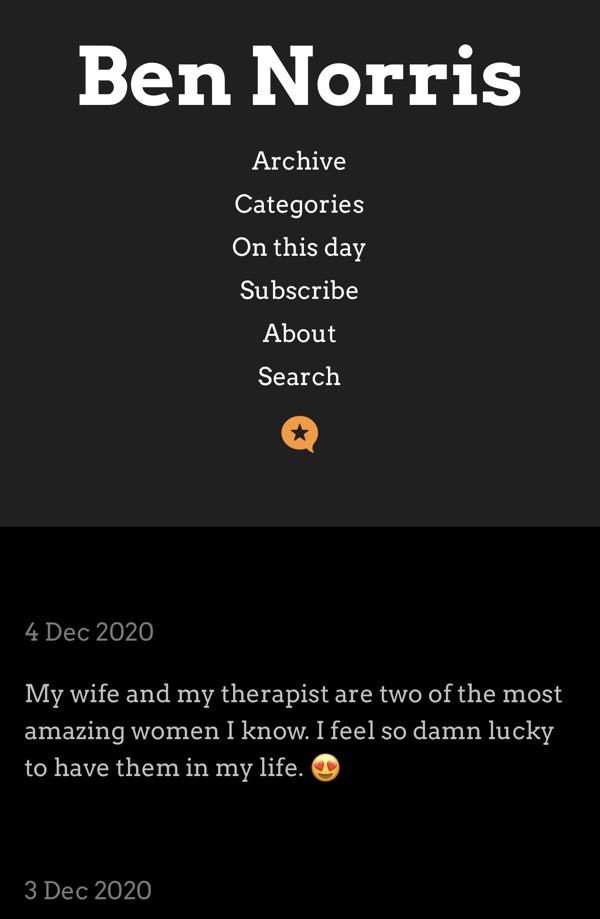 Ben Norris
Archive
Categories
On this day
Subscribe
About
Search
4 Dec 2020
My wife and my therapist are two of the most
amazing women I know. I feel so damn lucky
to have them in my life. 😍
3 Dec 2020